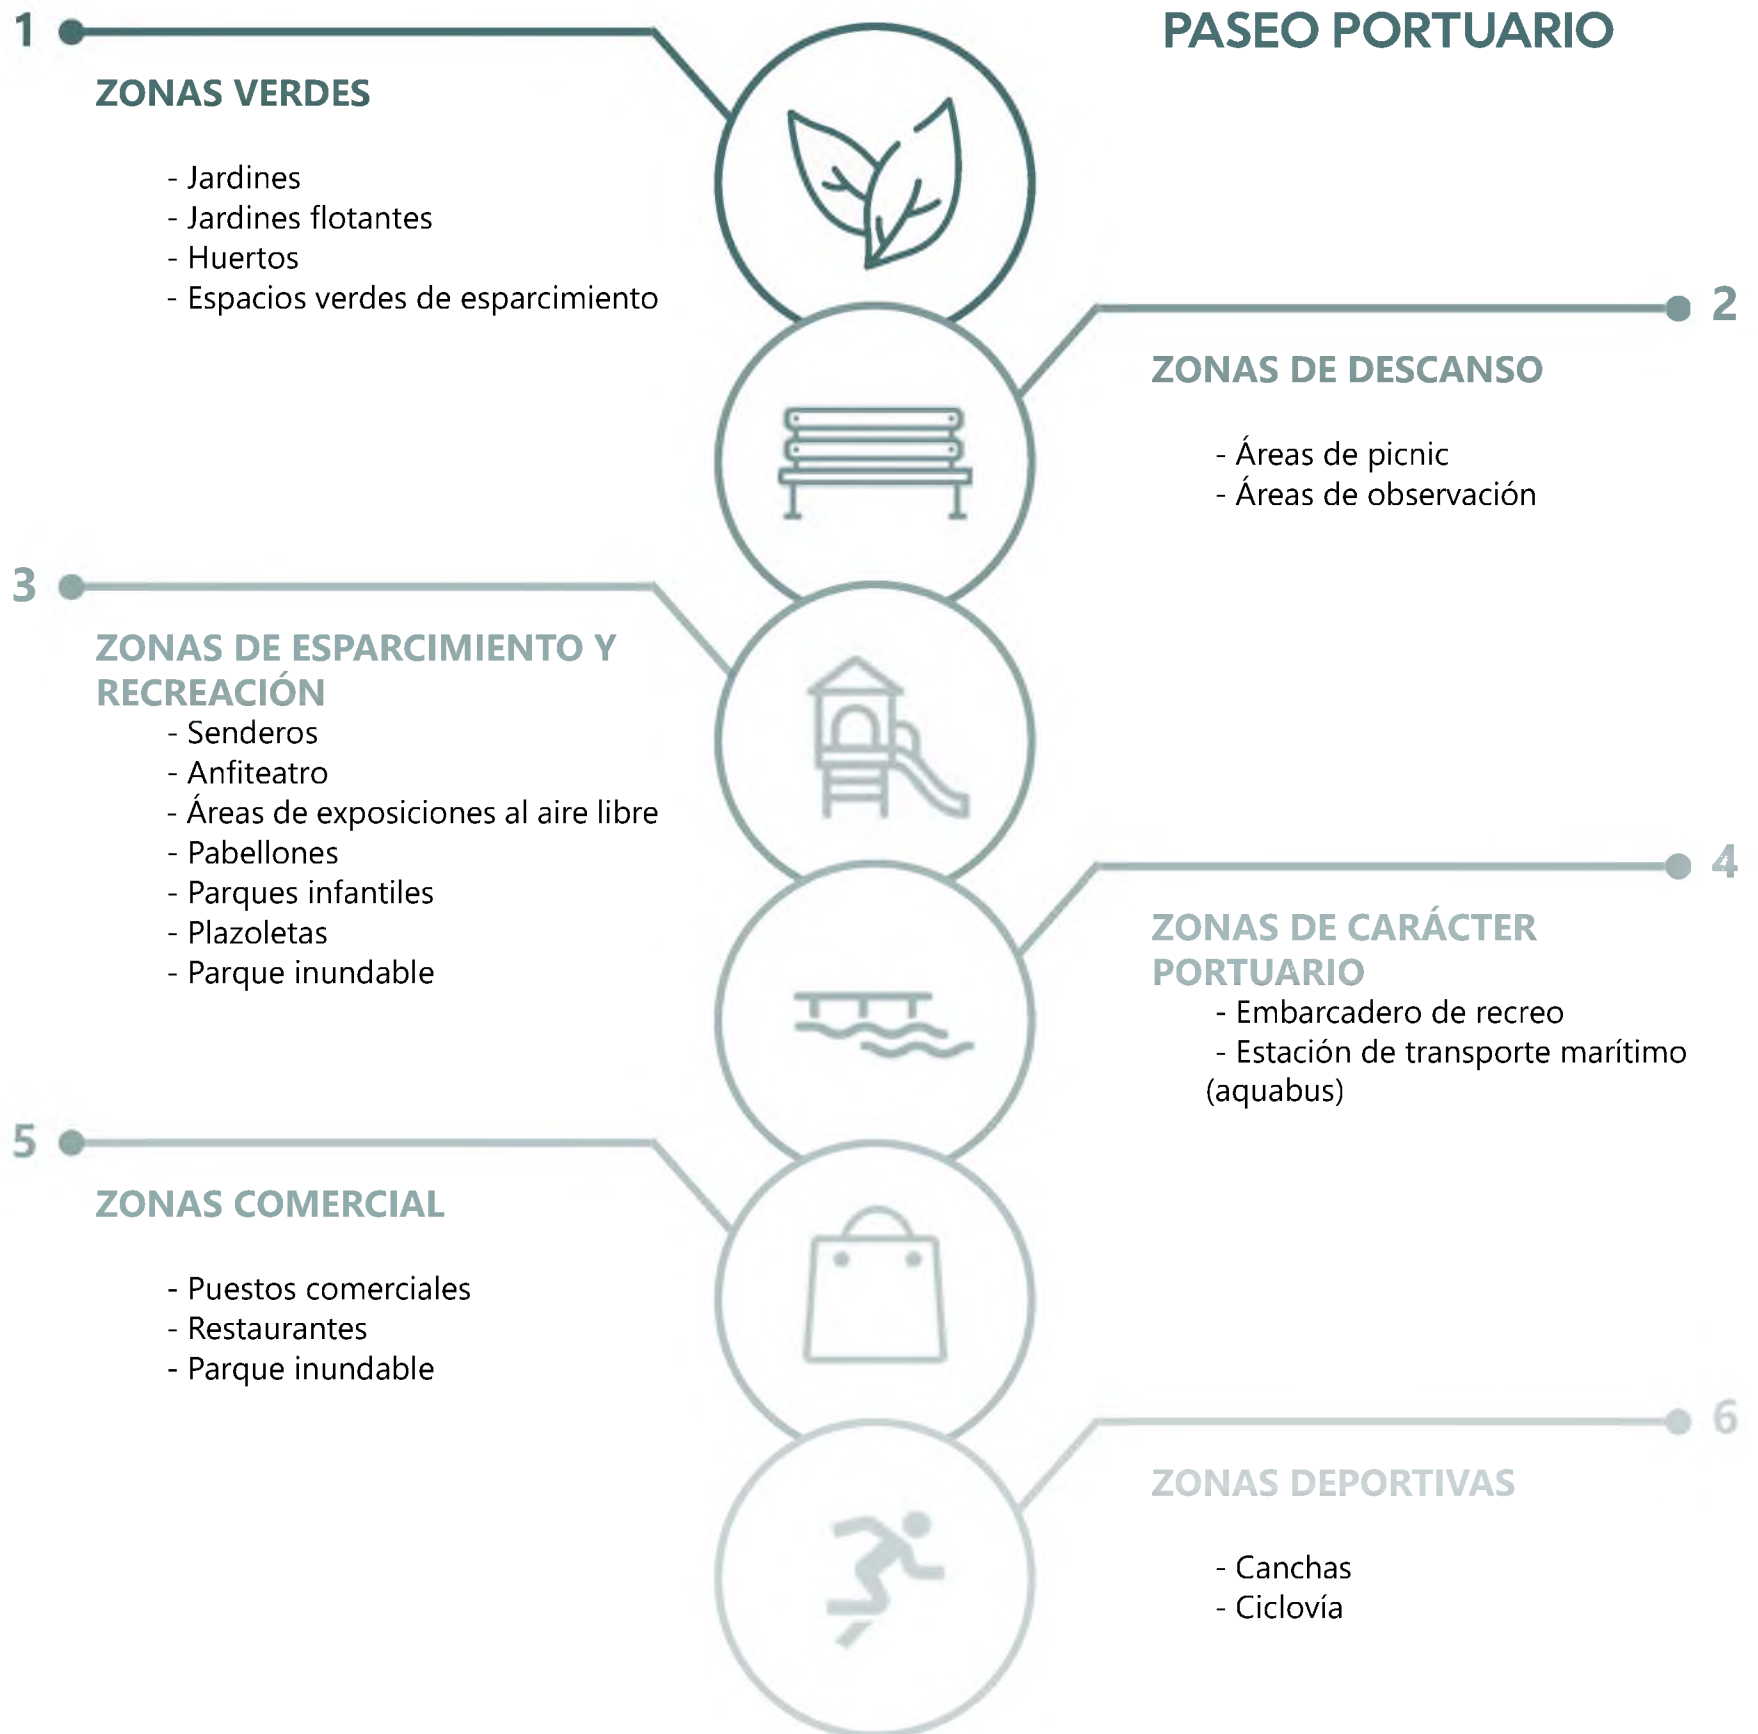 PASEO PORTUARIO
1
ZONAS VERDES
- Jardines
- Jardines flotantes
- Huertos
- Espacios verdes de esparcimiento
2
ZONAS DE DESCANSO
- Áreas de picnic
- Áreas de observación
3
ZONAS DE ESPARCIMIENTO Y
RECREACIÓN
- Senderos
- Anfiteatro
- Áreas de exposiciones al aire libre
- Pabellones
- Parques infantiles
- Plazoletas
- Parque inundable
4
ZONAS DE CARÁCTER
PORTUARIO
- Embarcadero de recreo
- Estación de transporte marítimo
(aquabus)
5
ZONAS COMERCIAL
- Puestos comerciales
- Restaurantes
- Parque inundable
6
ZONAS DEPORTIVAS
- Canchas
- Ciclovía